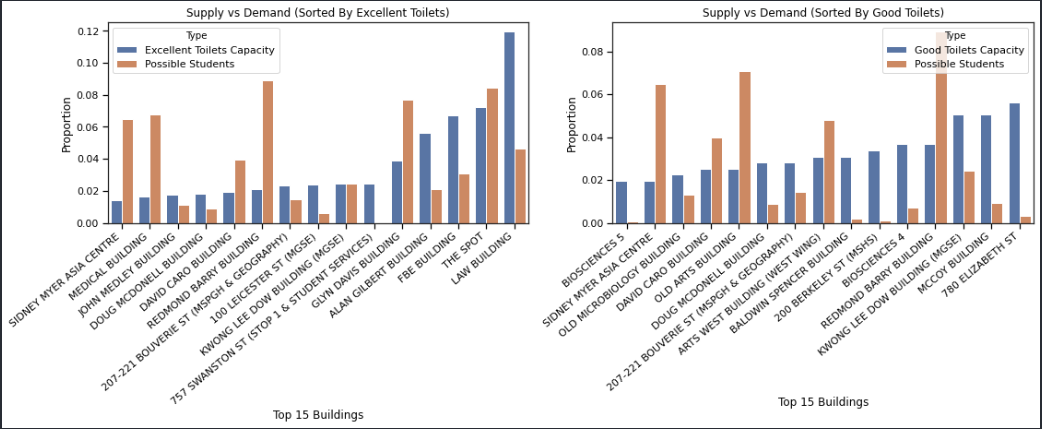 Supply vs Demand (Sorted By Excellent Toilets)
Type
Excellent Toilets Capacity
Possible Students
Proportion
0.12
0.10
0.08
0.06
0.04
0.02
0.00
SIDNEY MYER ASIA CENTRE
MEDICAL BUILDING
JOHN MEDLEY BUILDING
DOUG MCDONELL BUILDING
DAVID CARO BUILDING
REDMOND BARRY BUILDING
207-221 BOUVERIE ST (MSPGH & GEOGRAPHY)
100 LEICESTER ST (MGSE)
KWONG LEE DOW BUILDING (MGSE)
757 SWANSTON ST (STOP 1 & STUDENT SERVICES)
GLYN DAVIS BUILDING
ALAN GILBERT BUILDING
FBE BUILDING
THE SPOT
LAW BUILDING
Top 15 Buildings
Supply vs Demand (Sorted By Good Toilets)
Type
Good Toilets Capacity
Possible Students
Proportion
0.08
0.06
0.04
0.02
0.00
BIOSCIENCES 5
SIDNEY MYER ASIA CENTRE
OLD MICROBIOLOGY BUILDING
DAVID CARO BUILDING
OLD ARTS BUILDING
DOUG MCDONELL BUILDING
207-221 BOUVERIE ST (MSPGH & GEOGRAPHY)
ARTS WEST BUILDING (WEST WING)
BALDWIN SPENCER BUILDING
200 BERKELEY ST (MSHS)
BIOSCIENCES 4
REDMOND BARRY BUILDING
KWONG LEE DOW BUILDING (MGSE)
MCCOY BUILDING
780 ELIZABETH ST
Top 15 Buildings